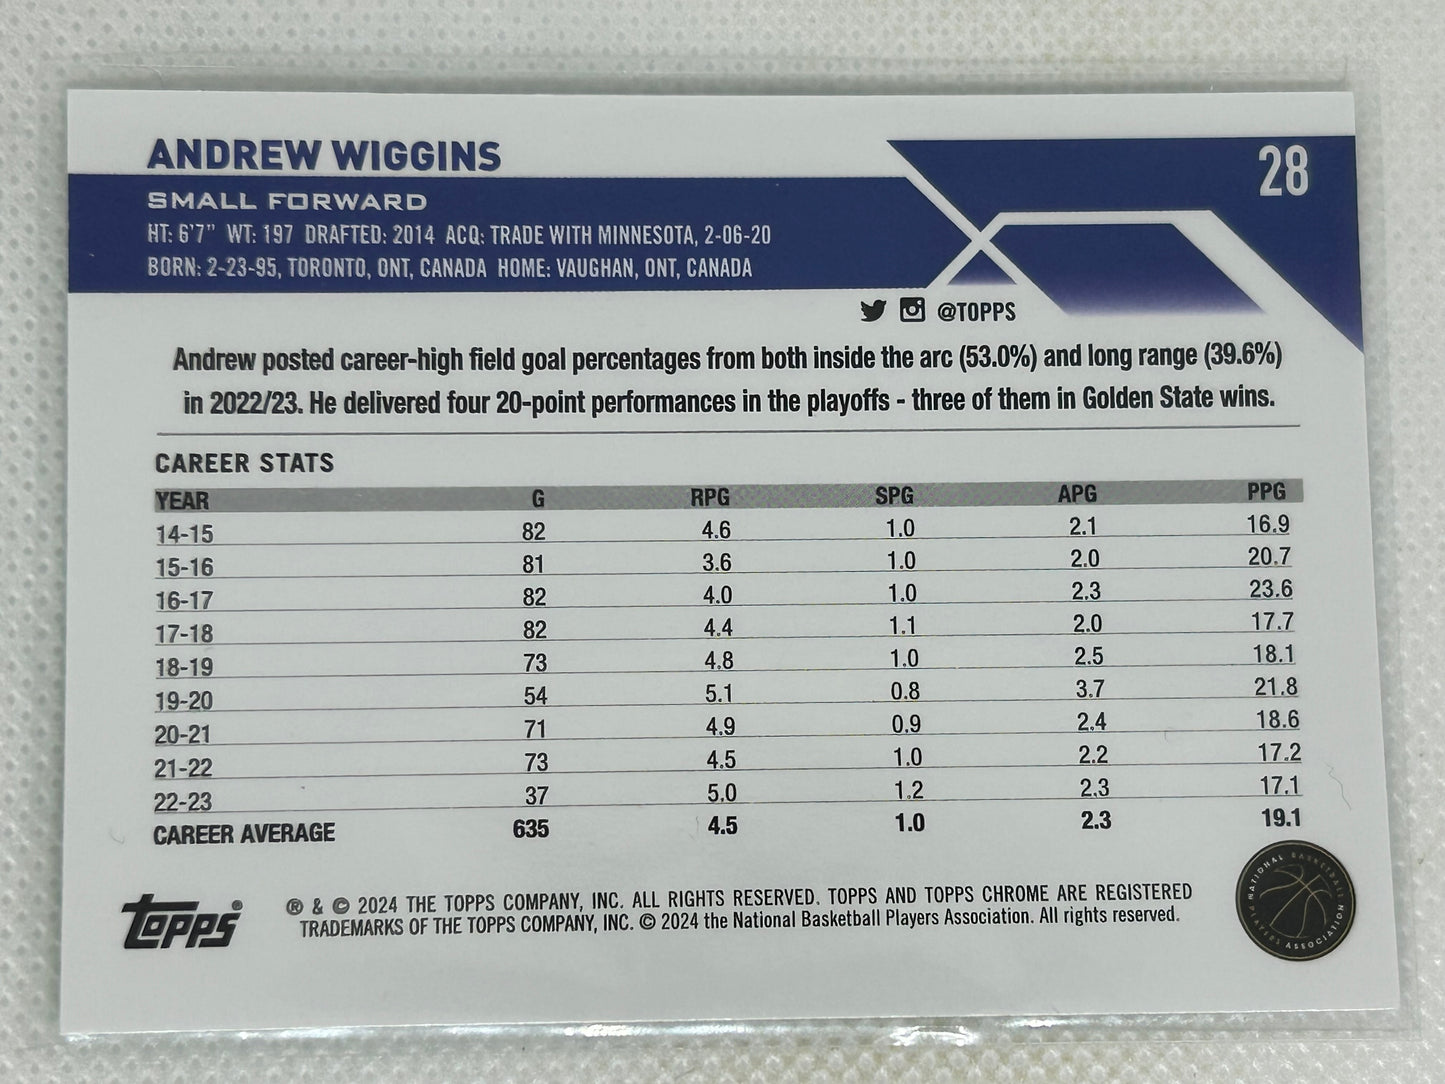 ANDREW WIGGINS
28
SMALL FORWARD
HT: 6'7" WT: 197 DRAFTED: 2014 ACQ: TRADE WITH MINNESOTA, 2-06-20
BORN: 2-23-95, TORONTO, ONT, CANADA HOME: VAUGHAN, ONT, CANADA
@TOPPS
Andrew posted career-high field goal percentages from both inside the arc (53.0%) and long range (39.6%)
in 2022/23. He delivered four 20-point performances in the playoffs - three of them in Golden State wins.
CAREER STATS
YEAR G RPG SPG APG PPG
14-15 82 4.6 1.0 2.1 16.9
15-16 81 3.6 1.0 2.0 20.7
16-17 82 4.0 1.0 2.3 23.6
17-18 82 4.4 1.1 2.0 17.7
18-19 73 4.8 1.0 2.5 18.1
19-20 54 5.1 0.8 3.7 21.8
20-21 71 4.9 0.9 2.4 18.6
21-22 73 4.5 1.0 2.2 17.2
22-23 37 5.0 1.2 2.3 17.1
CAREER AVERAGE 635 4.5 1.0 2.3 19.1
Topps®
® & © 2024 THE TOPPS COMPANY, INC. ALL RIGHTS RESERVED. TOPPS AND TOPPS CHROME ARE REGISTERED
TRADEMARKS OF THE TOPPS COMPANY, INC. © 2024 the National Basketball Players Association. All rights reserved.
NATIONAL BASKETBALL PLAYERS ASSOCIATION